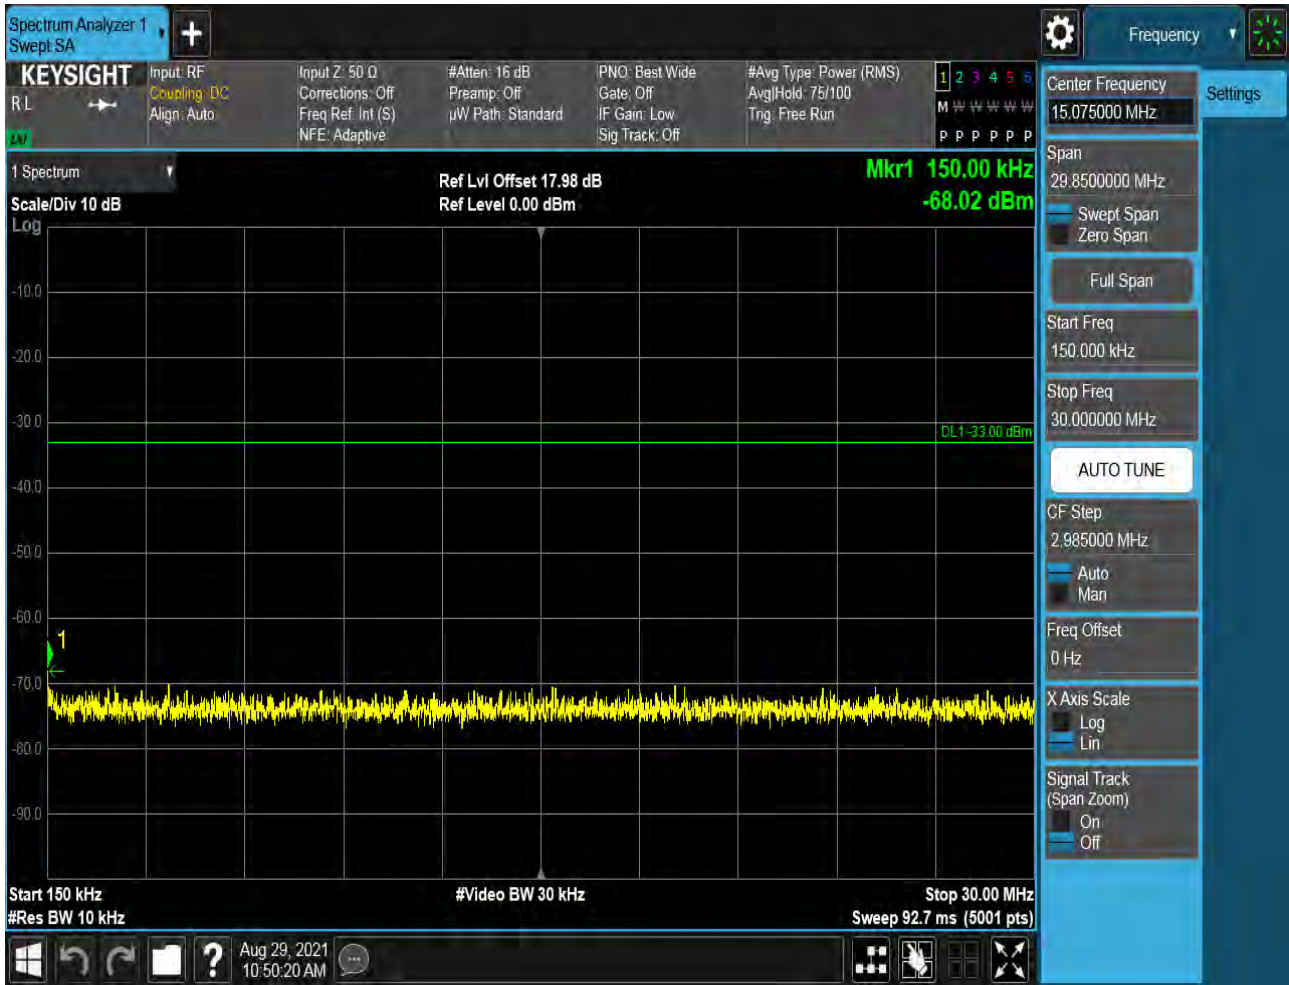 Spectrum Analyzer 1
Swept SA
Frequency
KEYSIGHT
R L
LXI
Input: RF
Coupling: DC
Align: Auto
Input Z: 50 Ω
Corrections: Off
Freq Ref: Int (S)
NFE: Adaptive
#Atten: 16 dB
Preamp: Off
µW Path: Standard
PNO: Best Wide
Gate: Off
IF Gain: Low
Sig Track: Off
#Avg Type: Power (RMS)
Avg|Hold: 75/100
Trig: Free Run
1 2 3 4 5 6
M W W W W W
P P P P P P
1 Spectrum
Scale/Div 10 dB
Log
Ref Lvl Offset 17.98 dB
Ref Level 0.00 dBm
Mkr1 150.00 kHz
-68.02 dBm
-10.0
-20.0
-30.0
DL1 -33.00 dBm
-40.0
-50.0
-60.0
1
-70.0
-80.0
-90.0
Start 150 kHz
#Video BW 30 kHz
Stop 30.00 MHz
#Res BW 10 kHz
Sweep 92.7 ms (5001 pts)
?
Aug 29, 2021
10:50:20 AM
Center Frequency
15.075000 MHz
Settings
Span
29.8500000 MHz
Swept Span
Zero Span
Full Span
Start Freq
150.000 kHz
Stop Freq
30.000000 MHz
AUTO TUNE
CF Step
2.985000 MHz
Auto
Man
Freq Offset
0 Hz
X Axis Scale
Log
Lin
Signal Track
(Span Zoom)
On
Off